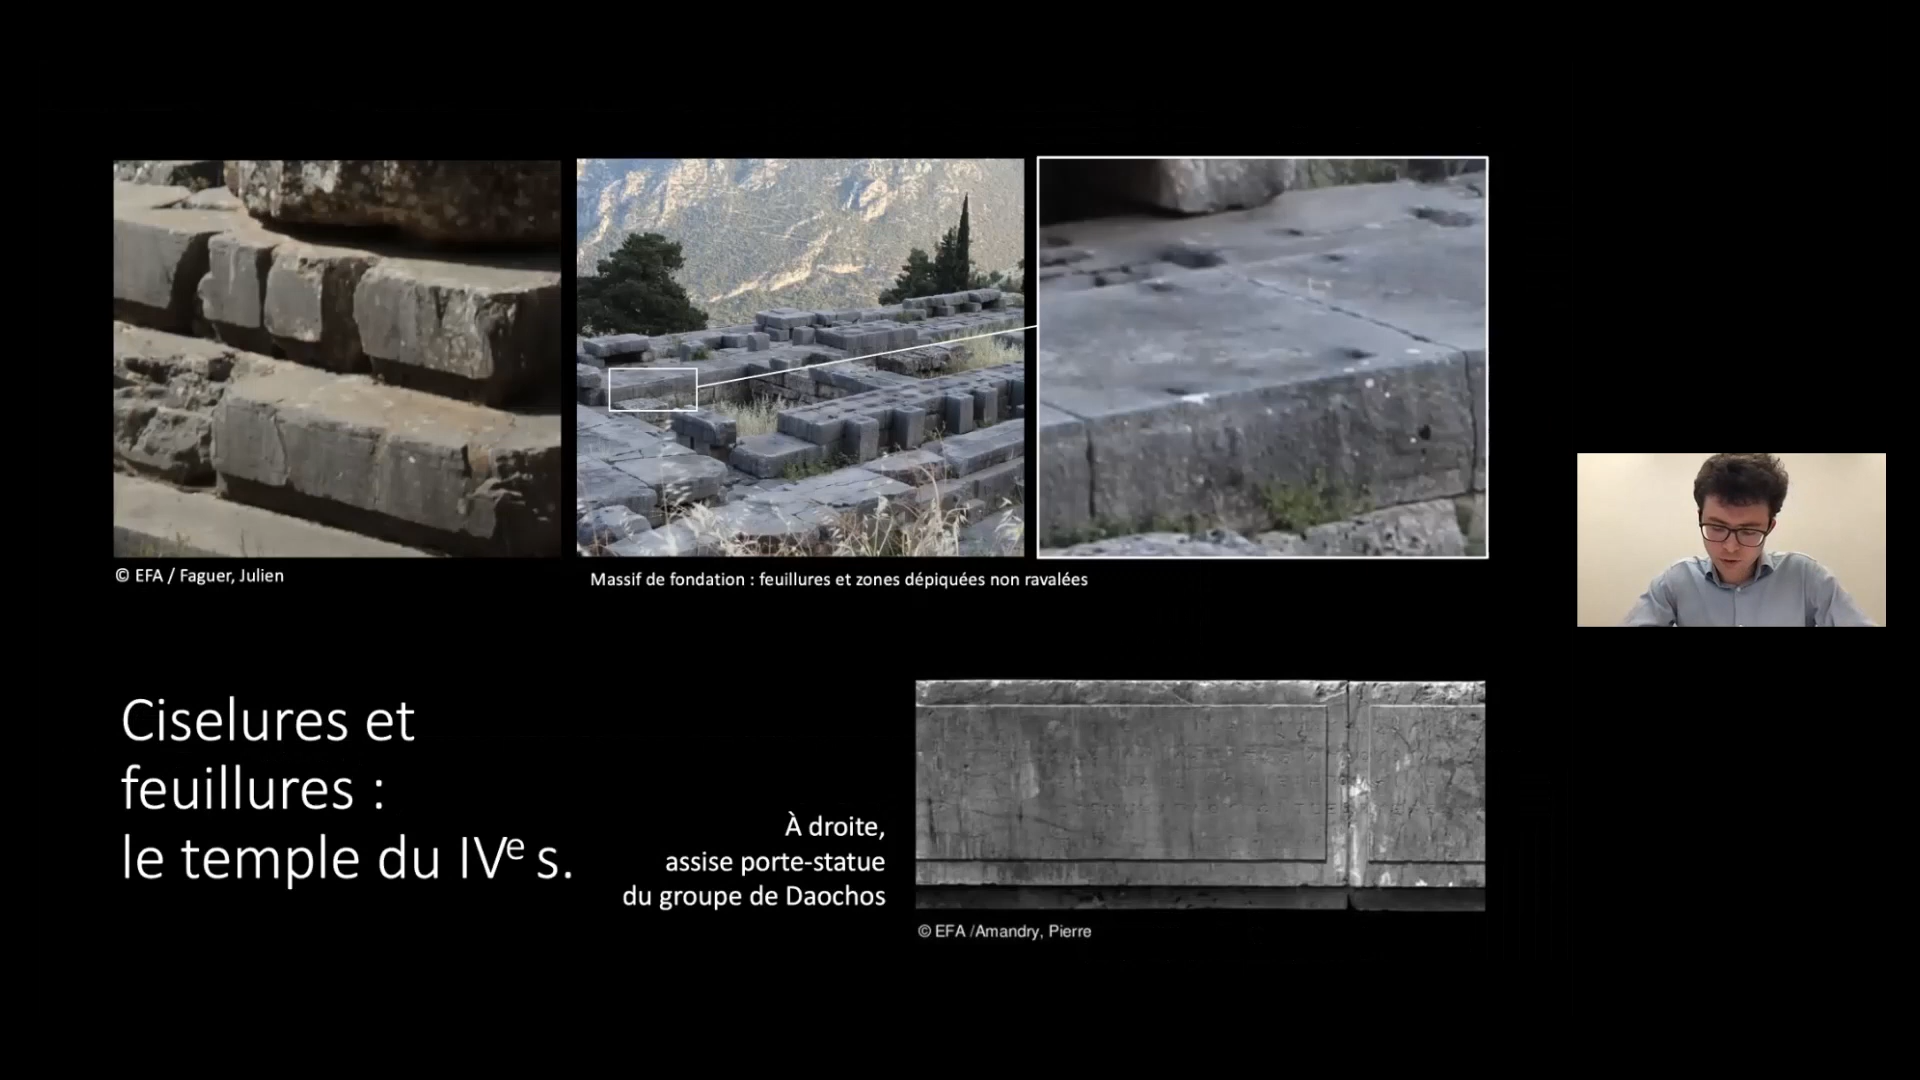 © EFA / Faguer, Julien
Massif de fondation : feuillures et zones dépiquées non ravalées
Ciselures et
feuillures :
le temple du IVe s.
À droite,
assise porte-statue
du groupe de Daochos
© EFA /Amandry, Pierre